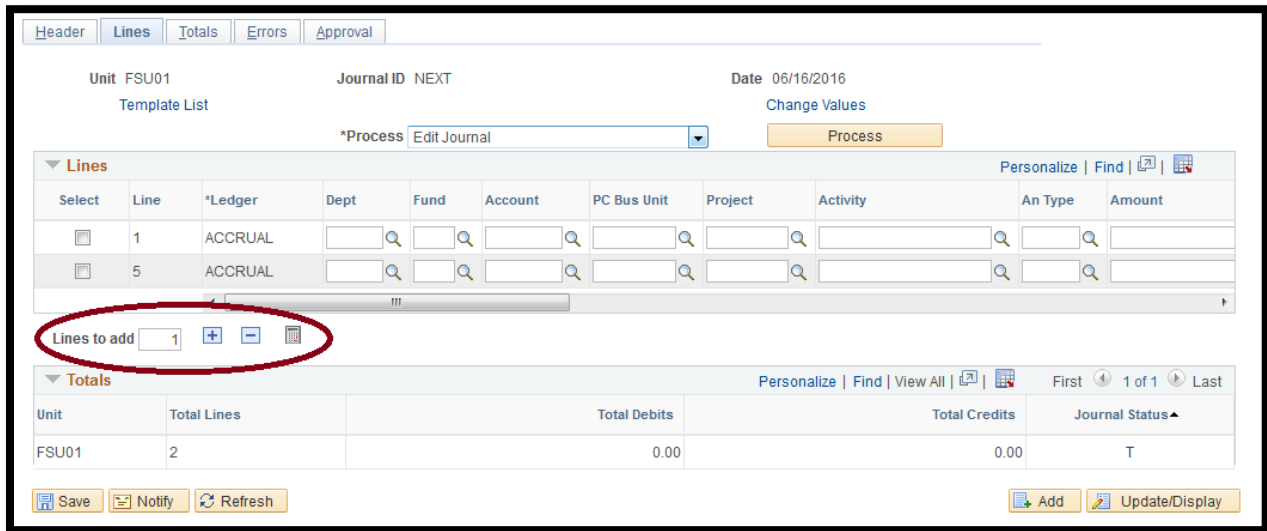 Header Lines Totals Errors Approval
Unit FSU01 Journal ID NEXT Date 06/16/2016
Template List Change Values
*Process Edit Journal Process
Lines Personalize | Find | |
Select Line *Ledger Dept Fund Account PC Bus Unit Project Activity An Type Amount
1 ACCRUAL
5 ACCRUAL
Lines to add 1
Totals Personalize | Find | View All | | First 1 of 1 Last
Unit Total Lines Total Debits Total Credits Journal Status
FSU01 2 0.00 0.00 T
Save Notify Refresh Add Update/Display